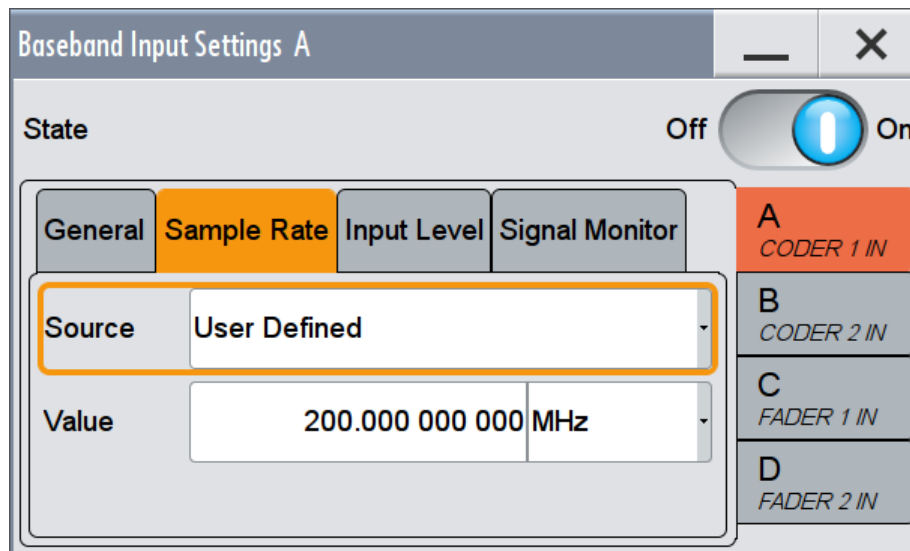 Baseband Input Settings A
State Off On
General Sample Rate Input Level Signal Monitor
Source User Defined
Value 200.000 000 000 MHz
A
CODER 1 IN
B
CODER 2 IN
C
FADER 1 IN
D
FADER 2 IN